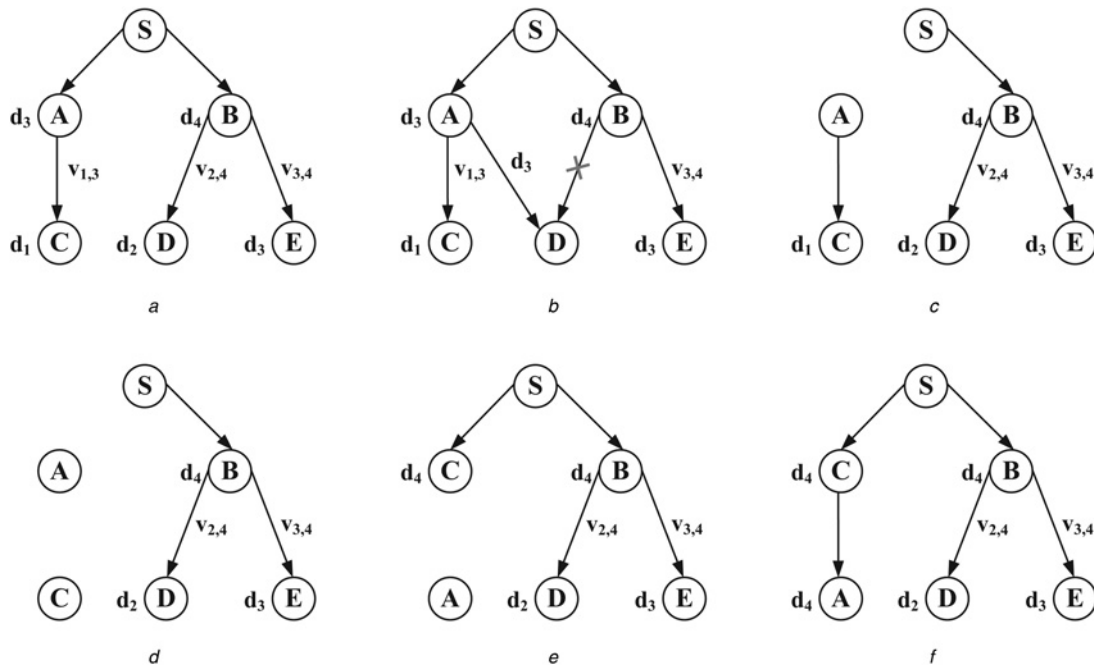 S S S
d₃ A d₄ B d₃ A d₄ B A d₄ B
v₁,₃ v₂,₄ v₃,₄ v₁,₃ d₃ v₃,₄ v₂,₄ v₃,₄
d₁ C d₂ D d₃ E d₁ C D d₃ E d₁ C d₂ D d₃ E
a b c
S S S
A d₄ B d₄ C d₄ B d₄ C d₄ B
v₂,₄ v₃,₄ v₂,₄ v₃,₄ v₂,₄ v₃,₄
C d₂ D d₃ E A d₂ D d₃ E d₄ A d₂ D d₃ E
d e f